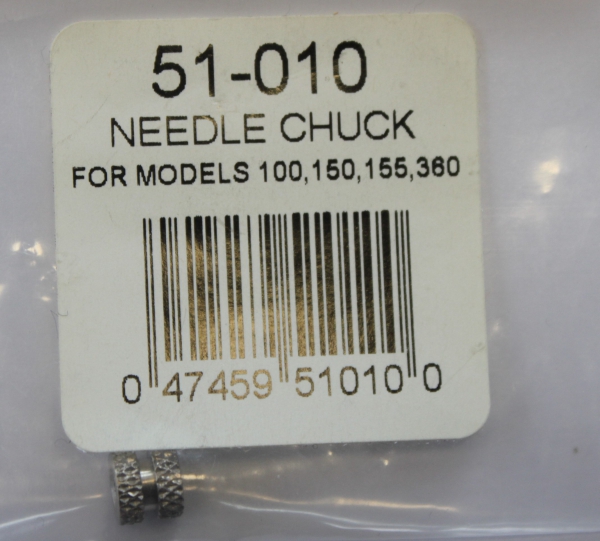 51-010
NEEDLE CHUCK
FOR MODELS 100,150,155,360
0 47459 51010 0